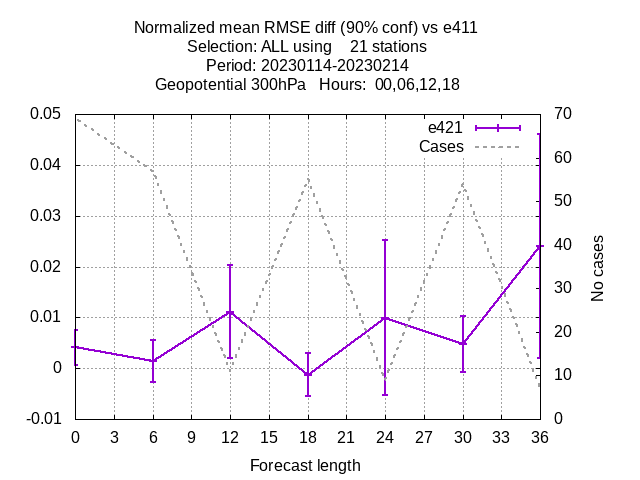 Normalized mean RMSE diff (90% conf) vs e411
Selection: ALL using    21 stations
Period: 20230114-20230214
Geopotential 300hPa   Hours:  00,06,12,18
0.05
0.04
0.03
0.02
0.01
0
-0.01
e421
Cases
70
60
50
40
30
20
10
0
No cases
0 3 6 9 12 15 18 21 24 27 30 33 36
Forecast length